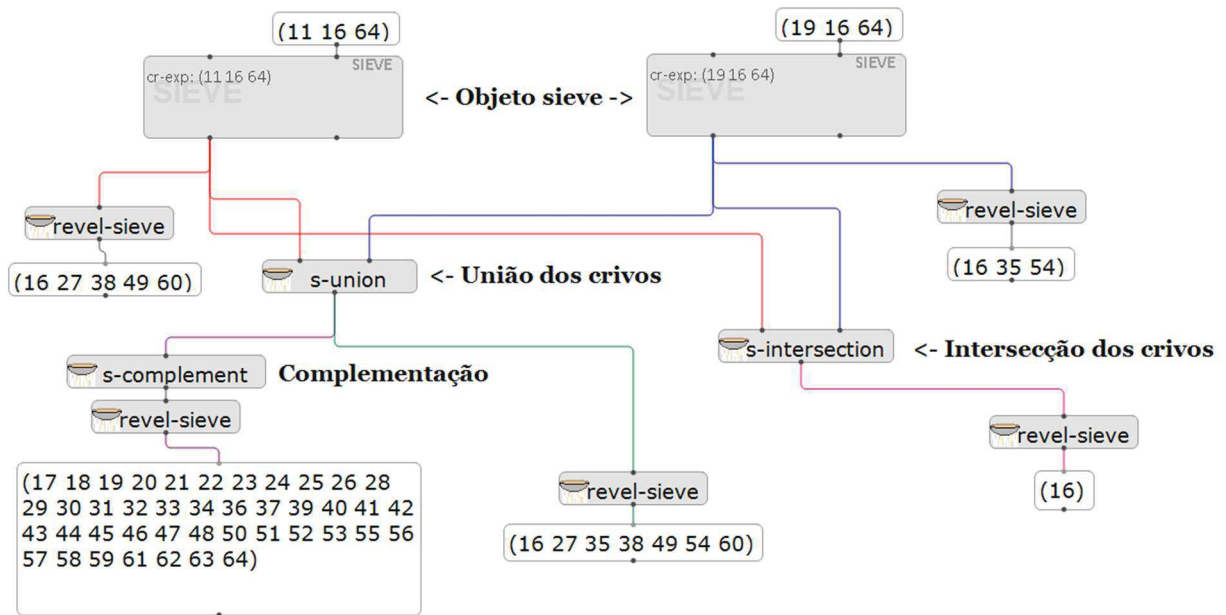 (11 16 64)
(19 16 64)
SIEVE
cr-exp: (11 16 64)
SIEVE
<- Objeto sieve ->
SIEVE
cr-exp: (19 16 64)
SIEVE
revel-sieve
revel-sieve
(16 27 38 49 60)
s-union
<- União dos crivos
(16 35 54)
s-intersection
<- Intersecção dos crivos
s-complement
Complementação
revel-sieve
revel-sieve
(17 18 19 20 21 22 23 24 25 26 28
29 30 31 32 33 34 36 37 39 40 41 42
43 44 45 46 47 48 50 51 52 53 55 56
57 58 59 61 62 63 64)
revel-sieve
(16)
(16 27 35 38 49 54 60)